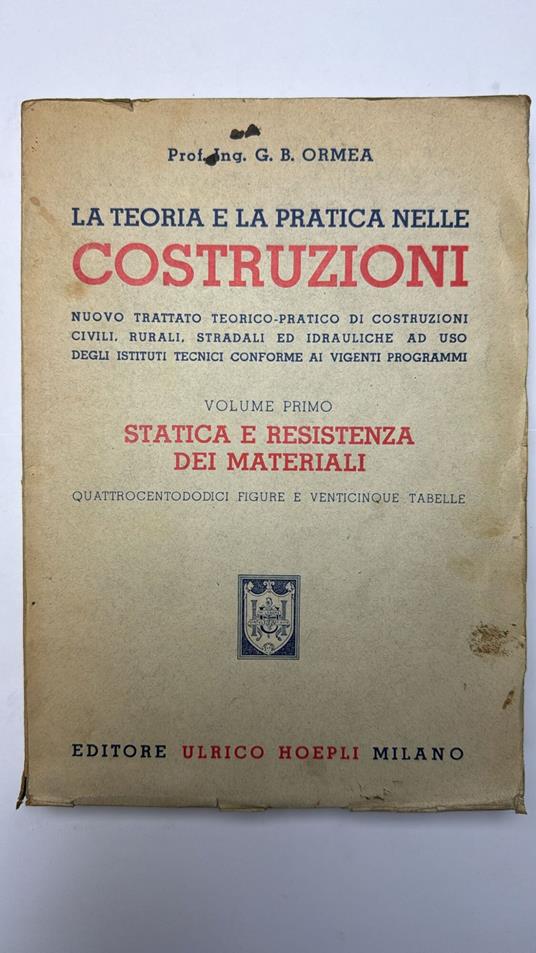 Prof. Ing. G. B. ORMEA
LA TEORIA E LA PRATICA NELLE
COSTRUZIONI
NUOVO TRATTATO TEORICO-PRATICO DI COSTRUZIONI
CIVILI, RURALI, STRADALI ED IDRAULICHE AD USO
DEGLI ISTITUTI TECNICI CONFORME AI VIGENTI PROGRAMMI
VOLUME PRIMO
STATICA E RESISTENZA
DEI MATERIALI
QUATTROCENTODODICI FIGURE E VENTICINQUE TABELLE
EDITORE ULRICO HOEPLI MILANO